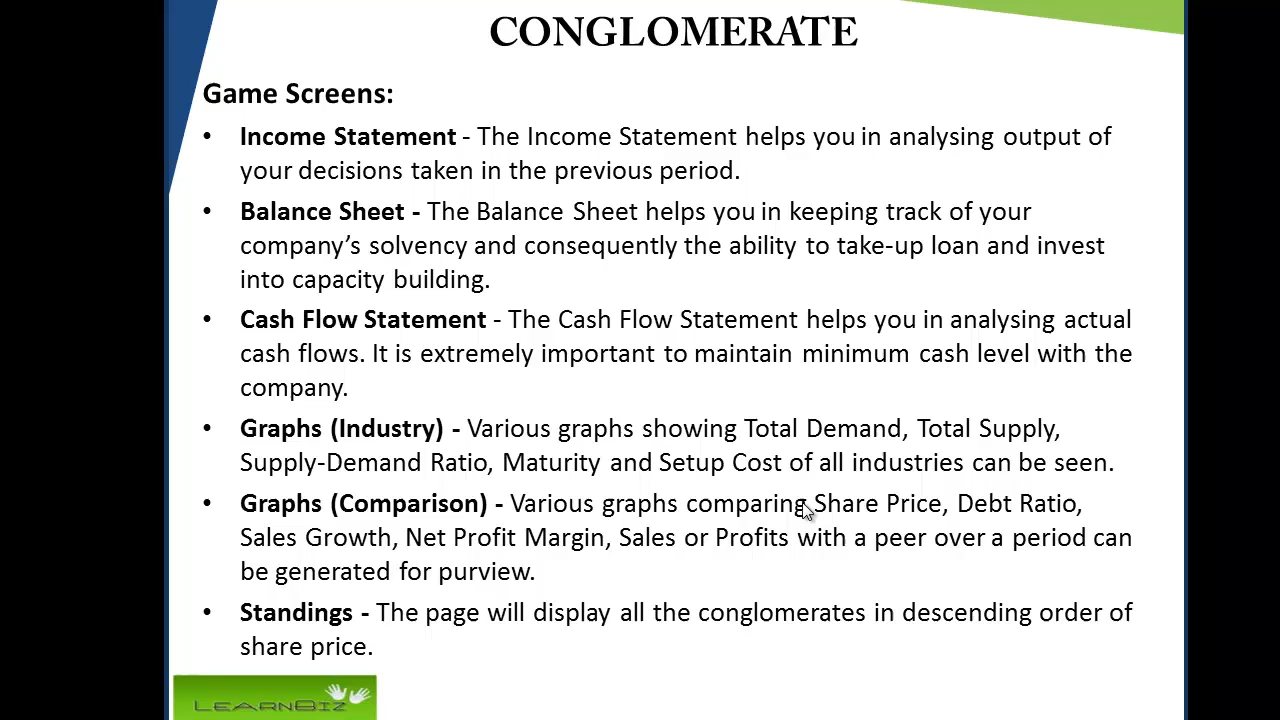 CONGLOMERATE
Game Screens:
• Income Statement - The Income Statement helps you in analysing output of
your decisions taken in the previous period.
• Balance Sheet - The Balance Sheet helps you in keeping track of your
company’s solvency and consequently the ability to take-up loan and invest
into capacity building.
• Cash Flow Statement - The Cash Flow Statement helps you in analysing actual
cash flows. It is extremely important to maintain minimum cash level with the
company.
• Graphs (Industry) - Various graphs showing Total Demand, Total Supply,
Supply-Demand Ratio, Maturity and Setup Cost of all industries can be seen.
• Graphs (Comparison) - Various graphs comparing Share Price, Debt Ratio,
Sales Growth, Net Profit Margin, Sales or Profits with a peer over a period can
be generated for purview.
• Standings - The page will display all the conglomerates in descending order of
share price.
LEARNBIZ